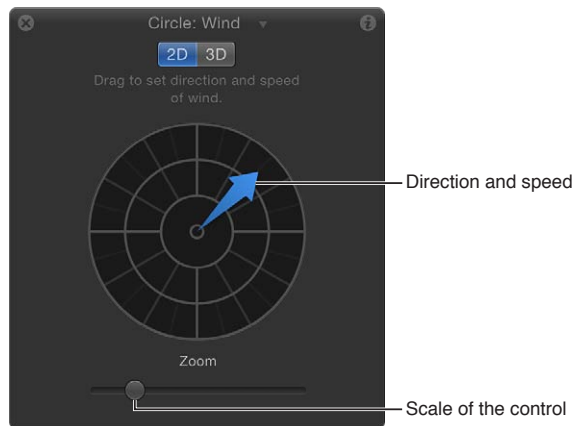 Circle: Wind
2D 3D
Drag to set direction and speed
of wind.
Direction and speed
Zoom
Scale of the control